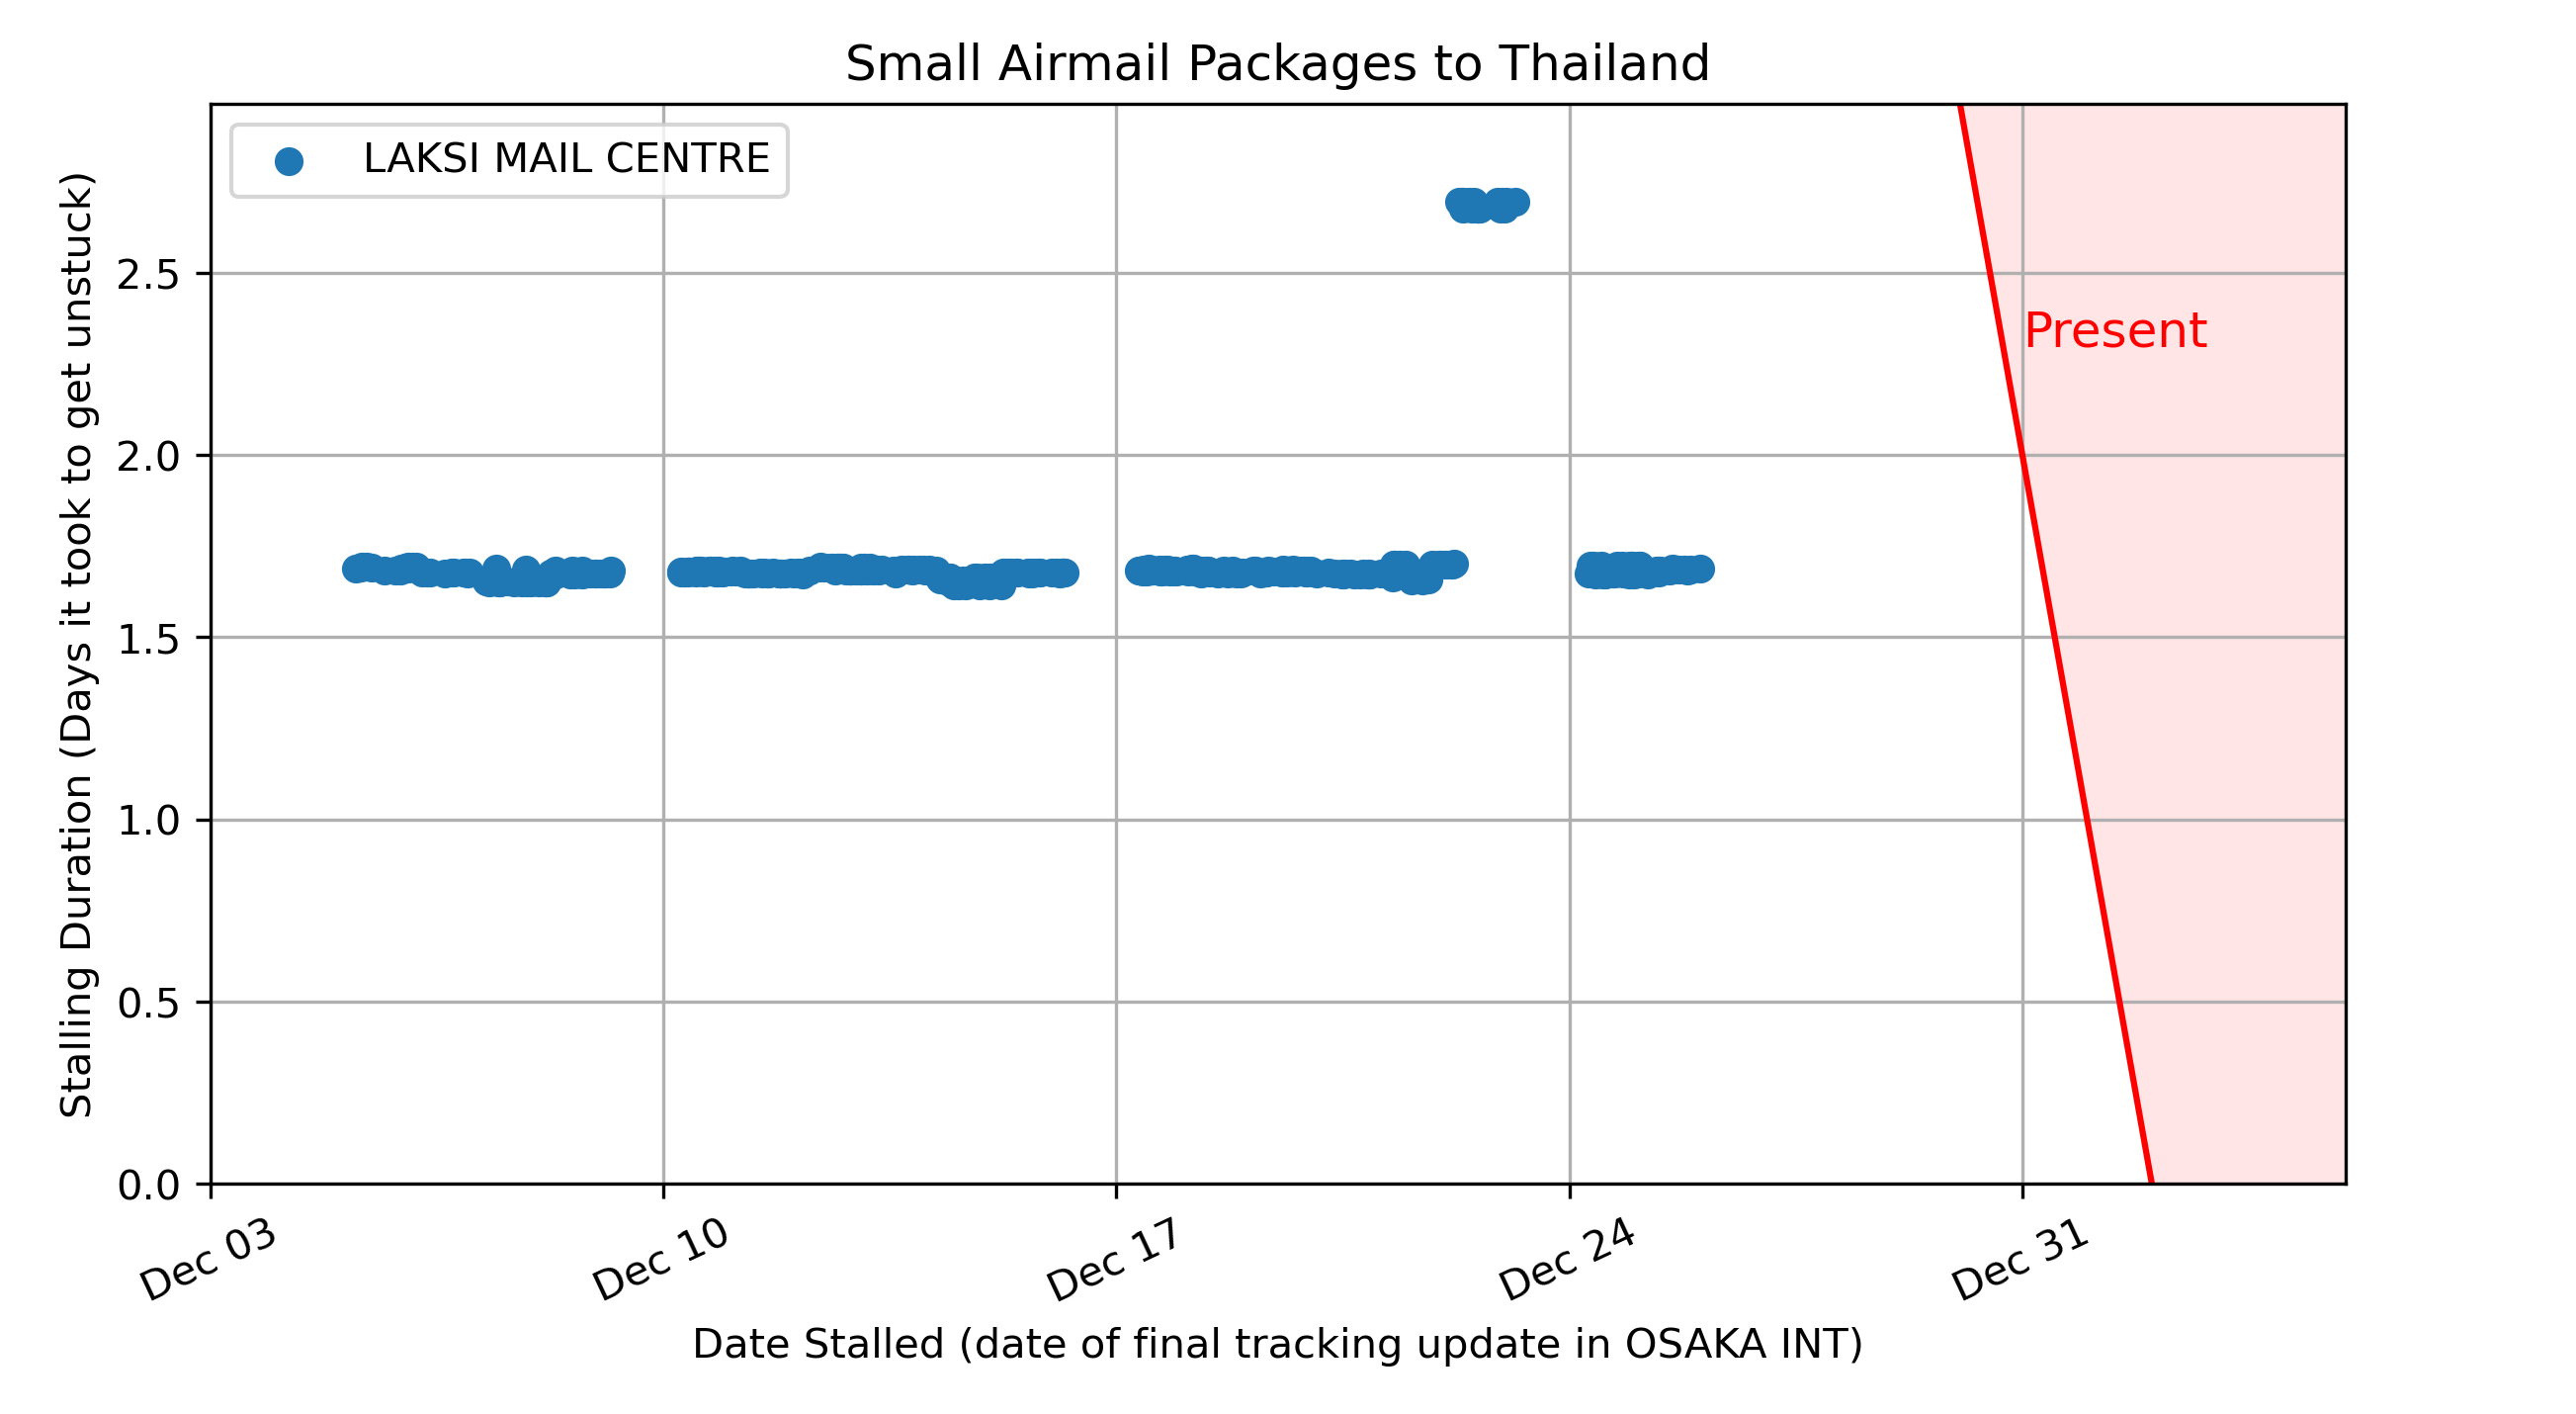 Small Airmail Packages to Thailand
LAKSI MAIL CENTRE
Present
Stalling Duration (Days it took to get unstuck)
2.5
2.0
1.5
1.0
0.5
0.0
Dec 03
Dec 10
Dec 17
Dec 24
Dec 31
Date Stalled (date of final tracking update in OSAKA INT)